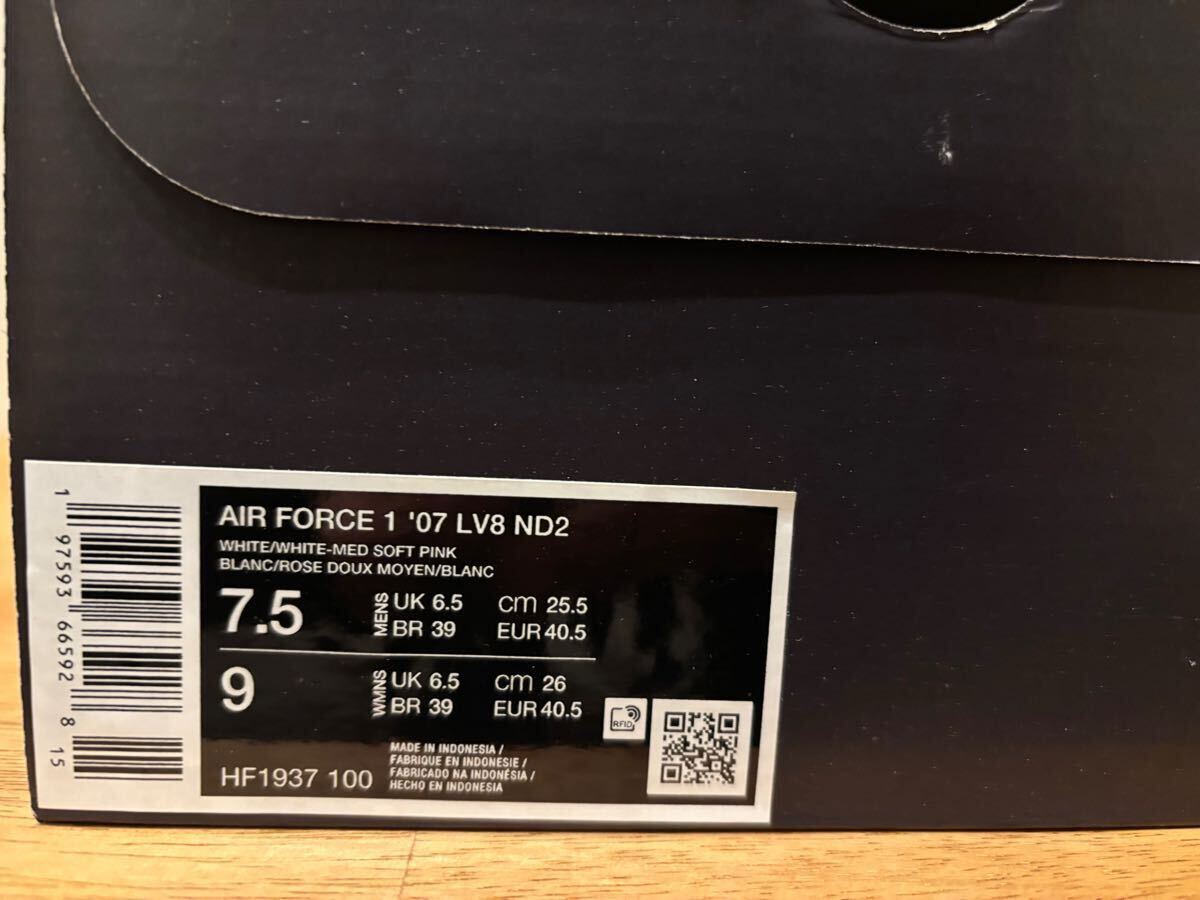 AIR FORCE 1 '07 LV8 ND2
WHITE/WHITE-MED SOFT PINK
BLANC/ROSE DOUX MOYEN/BLANC
7.5 MENS UK 6.5 cm 25.5
BR 39 EUR 40.5
9 WMNS UK 6.5 cm 26
BR 39 EUR 40.5
RFID
HF1937 100
MADE IN INDONESIA /
FABRIQUE EN INDONESIE /
FABRICADO NA INDONÉSIA /
HECHO EN INDONESIA
1 97593 66592 8 15